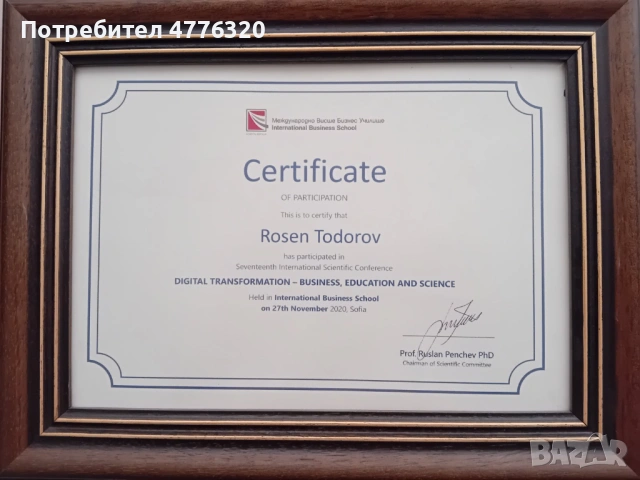 Потребител 4776320
Международно Висше Бизнес Училище
International Business School
Certificate
OF PARTICIPATION
This is to certify that
Rosen Todorov
has participated in
Seventeenth International Scientific Conference
DIGITAL TRANSFORMATION – BUSINESS, EDUCATION AND SCIENCE
Held in International Business School
on 27th November 2020, Sofia
Prof. Ruslan Penchev PhD
Chairman of Scientific Committee
BAZAR